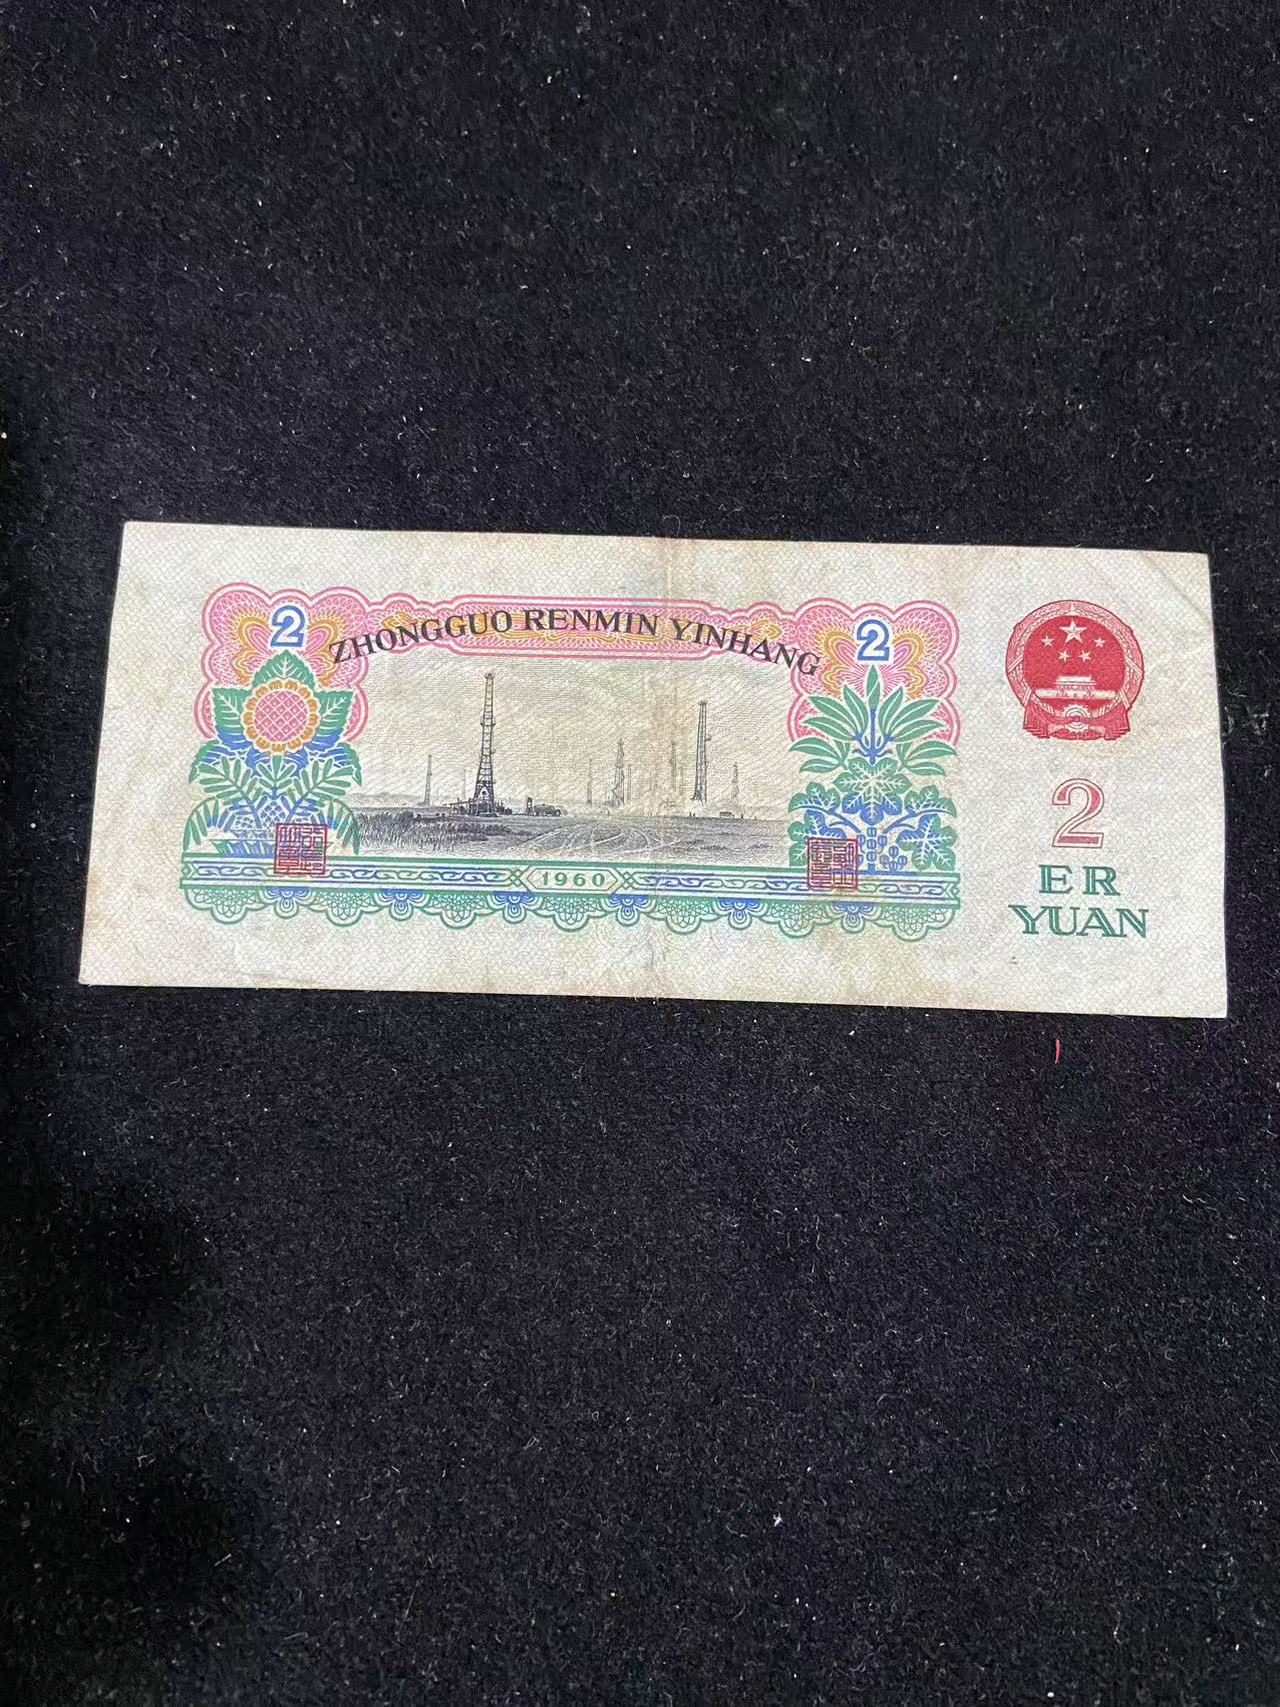 2
ZHONGGUO RENMIN YINHANG
2
1960
2
ER
YUAN